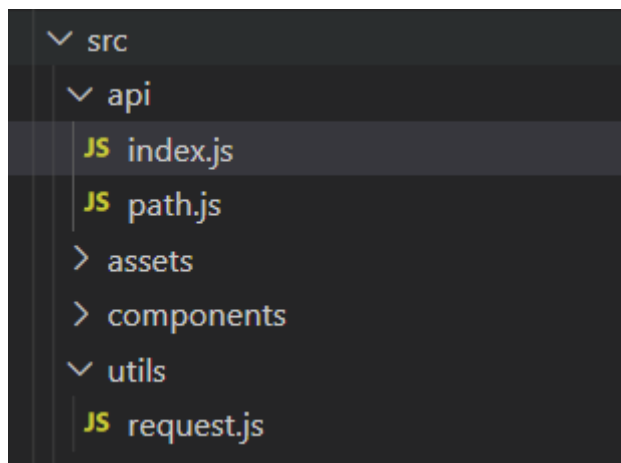 src
api
JS index.js
JS path.js
assets
components
utils
JS request.js